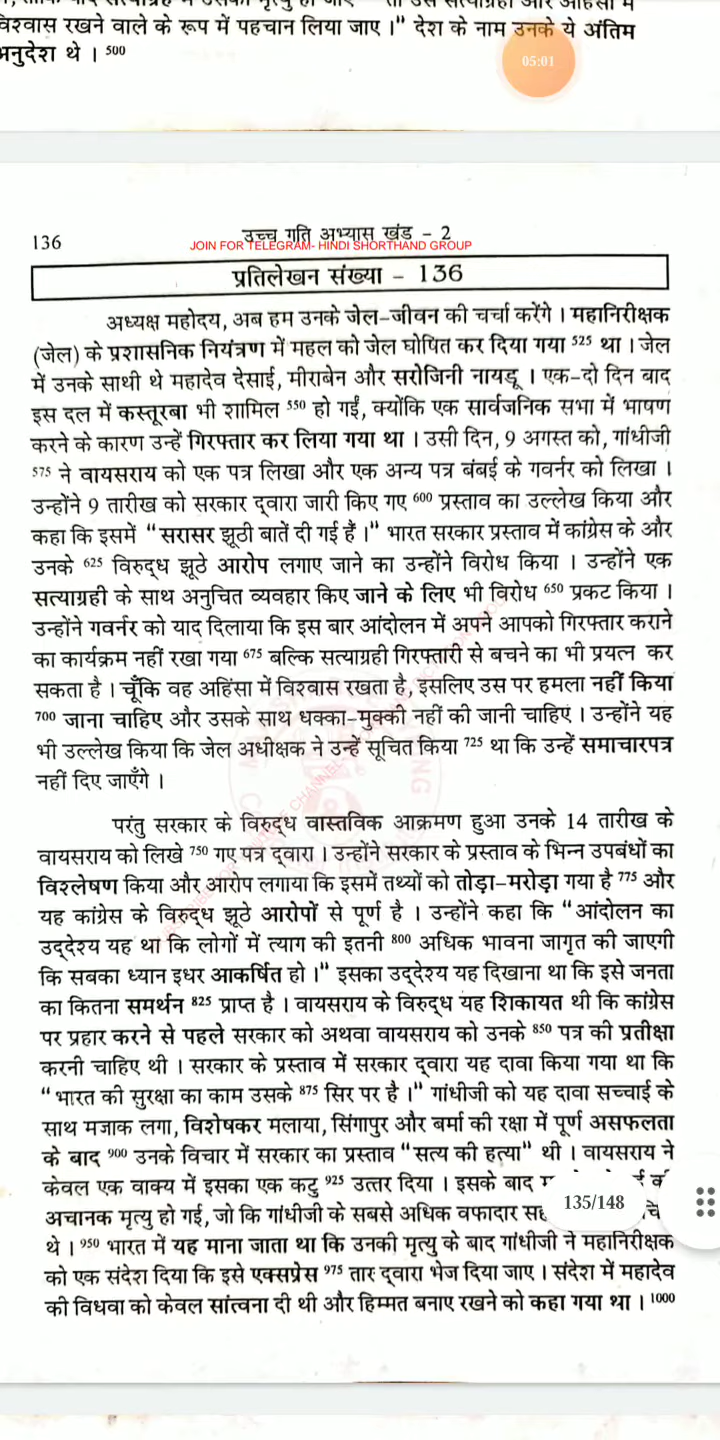 विश्वास रखने वाले के रूप में पहचान लिया जाए।" देश के नाम उनके ये अंतिम
अनुदेश थे। 500
05:01
136
उच्च गति अभ्यास खंड - 2
JOIN FOR TELEGRAM- HINDI SHORTHAND GROUP
प्रतिलेखन संख्या - 136
अध्यक्ष महोदय, अब हम उनके जेल-जीवन की चर्चा करेंगे। महानिरीक्षक
(जेल) के प्रशासनिक नियंत्रण में महल को जेल घोषित कर दिया गया 525 था। जेल
में उनके साथी थे महादेव देसाई, मीराबेन और सरोजिनी नायडू। एक-दो दिन बाद
इस दल में कस्तूरबा भी शामिल 550 हो गईं, क्योंकि एक सार्वजनिक सभा में भाषण
करने के कारण उन्हें गिरफ्तार कर लिया गया था। उसी दिन, 9 अगस्त को, गांधीजी
575 ने वायसराय को एक पत्र लिखा और एक अन्य पत्र बंबई के गवर्नर को लिखा।
उन्होंने 9 तारीख को सरकार द्वारा जारी किए गए 600 प्रस्ताव का उल्लेख किया और
कहा कि इसमें "सरासर झूठी बातें दी गई हैं।" भारत सरकार प्रस्ताव में कांग्रेस के और
उनके 625 विरुद्ध झूठे आरोप लगाए जाने का उन्होंने विरोध किया। उन्होंने एक
सत्याग्रही के साथ अनुचित व्यवहार किए जाने के लिए भी विरोध 650 प्रकट किया।
उन्होंने गवर्नर को याद दिलाया कि इस बार आंदोलन में अपने आपको गिरफ्तार कराने
का कार्यक्रम नहीं रखा गया 675 बल्कि सत्याग्रही गिरफ्तारी से बचने का भी प्रयत्न कर
सकता है। चूँकि वह अहिंसा में विश्वास रखता है, इसलिए उस पर हमला नहीं किया
700 जाना चाहिए और उसके साथ धक्का-मुक्की नहीं की जानी चाहिए। उन्होंने यह
भी उल्लेख किया कि जेल अधीक्षक ने उन्हें सूचित किया 725 था कि उन्हें समाचारपत्र
नहीं दिए जाएँगे।
परंतु सरकार के विरुद्ध वास्तविक आक्रमण हुआ उनके 14 तारीख के
वायसराय को लिखे 750 गए पत्र द्वारा। उन्होंने सरकार के प्रस्ताव के भिन्न उपबंधों का
विश्लेषण किया और आरोप लगाया कि इसमें तथ्यों को तोड़ा-मरोड़ा गया है 775 और
यह कांग्रेस के विरुद्ध झूठे आरोपों से पूर्ण है। उन्होंने कहा कि "आंदोलन का
उद्देश्य यह था कि लोगों में त्याग की इतनी 800 अधिक भावना जागृत की जाएगी
कि सबका ध्यान इधर आकर्षित हो।" इसका उद्देश्य यह दिखाना था कि इसे जनता
का कितना समर्थन 825 प्राप्त है। वायसराय के विरुद्ध यह शिकायत थी कि कांग्रेस
पर प्रहार करने से पहले सरकार को अथवा वायसराय को उनके 850 पत्र की प्रतीक्षा
करनी चाहिए थी। सरकार के प्रस्ताव में सरकार द्वारा यह दावा किया गया था कि
"भारत की सुरक्षा का काम उसके 875 सिर पर है।" गांधीजी को यह दावा सच्चाई के
साथ मजाक लगा, विशेषकर मलाया, सिंगापुर और बर्मा की रक्षा में पूर्ण असफलता
के बाद 900 उनके विचार में सरकार का प्रस्ताव "सत्य की हत्या" थी। वायसराय ने
केवल एक वाक्य में इसका एक कटु 925 उत्तर दिया। इसके बाद
135/148
अचानक मृत्यु हो गई, जो कि गांधीजी के सबसे अधिक वफादार
थे। 950 भारत में यह माना जाता था कि उनकी मृत्यु के बाद गांधीजी ने महानिरीक्षक
को एक संदेश दिया कि इसे एक्सप्रेस 975 तार द्वारा भेज दिया जाए। संदेश में महादेव
की विधवा को केवल सांत्वना दी थी और हिम्मत बनाए रखने को कहा गया था। 1000